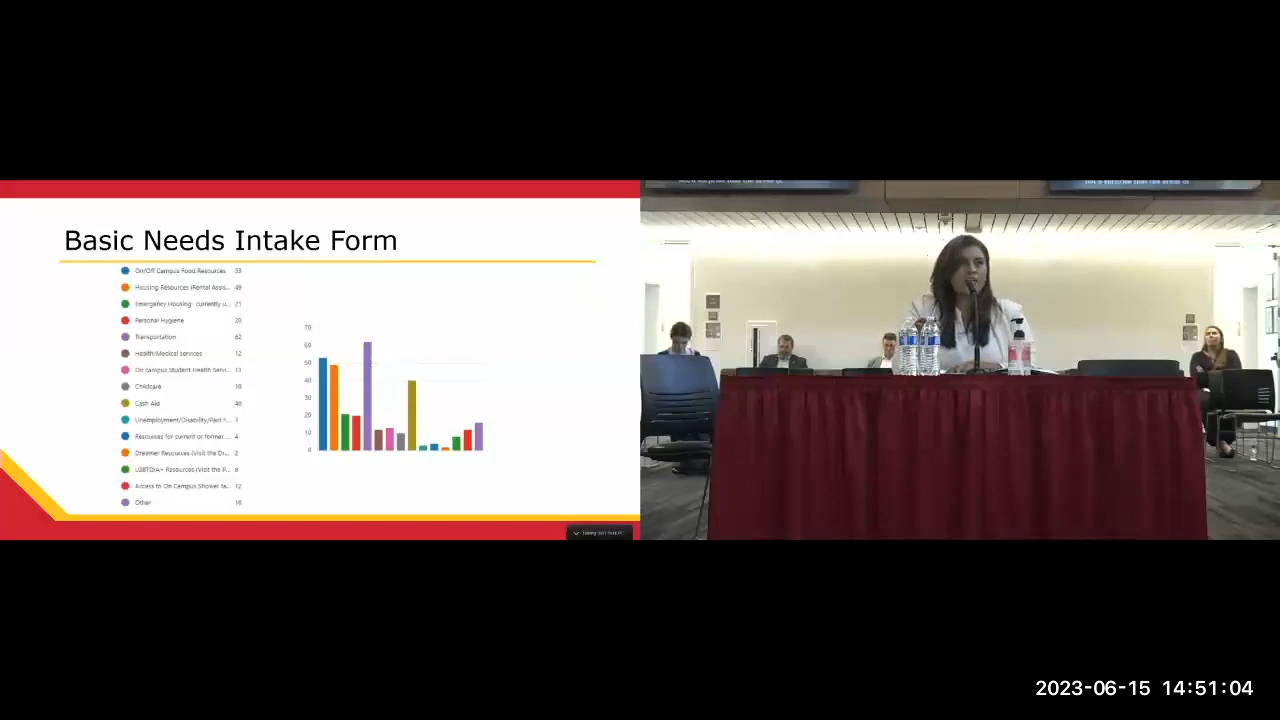 Basic Needs Intake Form
On/Off Campus Food Resources 53
Housing Resources (Rental Assis... 49
Emergency Housing- currently u... 21
Personal Hygiene 20
Transportation 62
Health/Medical services 12
On campus Student Health Servi... 13
Childcare 10
Cash Aid 40
Unemployment/Disability/Paid F... 3
Resources for current or former ... 4
Dreamer Resources (Visit the Dr... 2
LGBTQIA+ Resources (Visit the P... 8
Access to On Campus Shower fa... 12
Other 16
70
60
50
40
30
20
10
0
2023-06-15 14:51:04